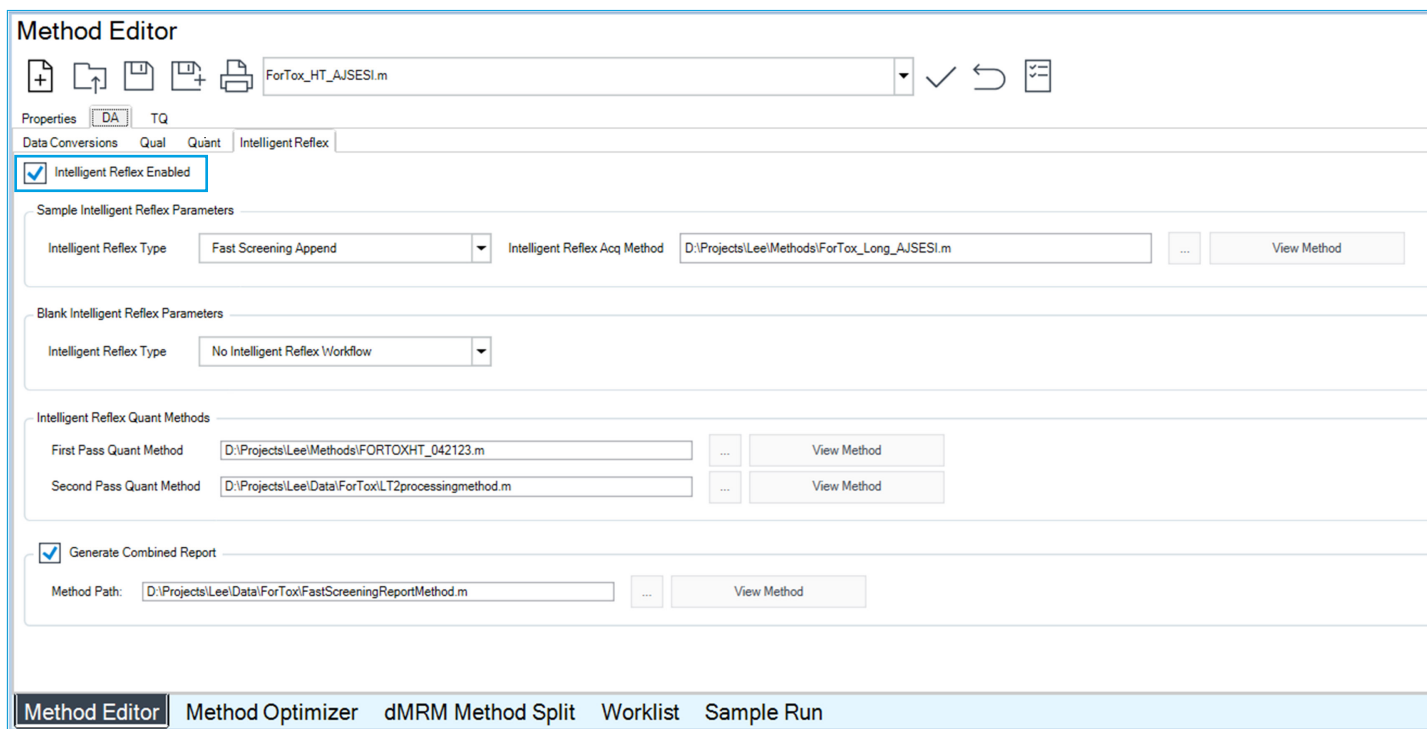 Method Editor
ForTox_HT_AJSESI.m
Properties DA TQ
Data Conversions Qual Quant Intelligent Reflex
Intelligent Reflex Enabled
Sample Intelligent Reflex Parameters
Intelligent Reflex Type Fast Screening Append Intelligent Reflex Acq Method D:\Projects\Lee\Methods\ForTox_Long_AJSESI.m ... View Method
Blank Intelligent Reflex Parameters
Intelligent Reflex Type No Intelligent Reflex Workflow
Intelligent Reflex Quant Methods
First Pass Quant Method D:\Projects\Lee\Methods\FORTOXHT_042123.m ... View Method
Second Pass Quant Method D:\Projects\Lee\Data\ForTox\LT2processingmethod.m ... View Method
Generate Combined Report
Method Path: D:\Projects\Lee\Data\ForTox\FastScreeningReportMethod.m ... View Method
Method Editor Method Optimizer dMRM Method Split Worklist Sample Run